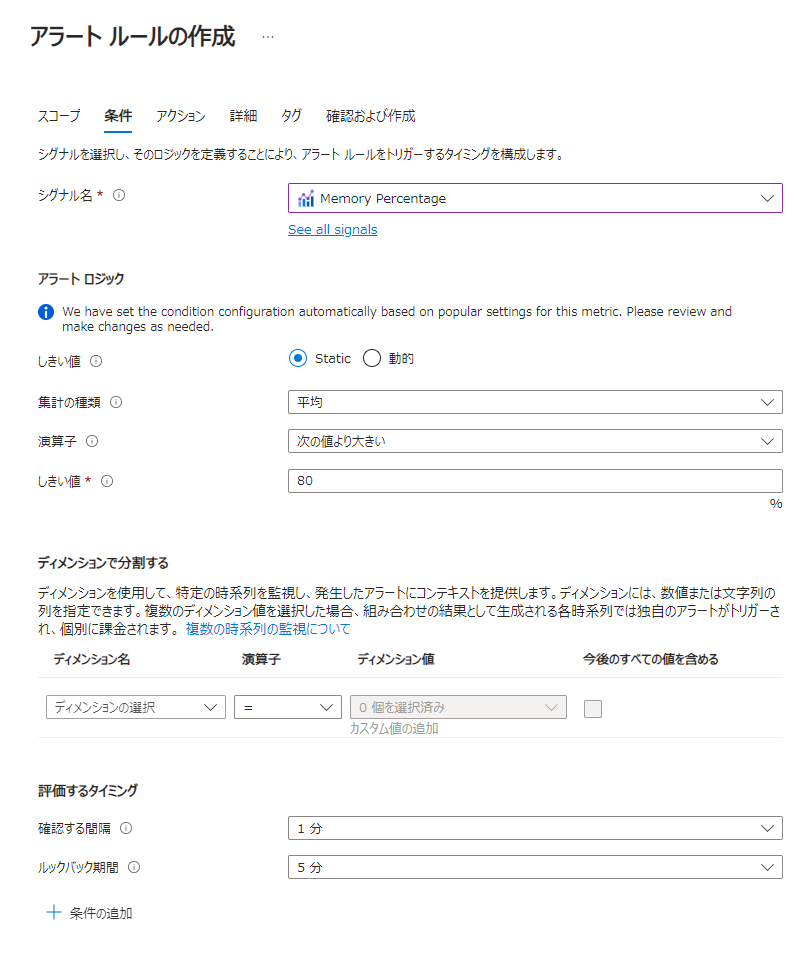 アラート ルールの作成 …
スコープ 条件 アクション 詳細 タグ 確認および作成
シグナルを選択し、そのロジックを定義することにより、アラート ルールをトリガーするタイミングを構成します。
シグナル名 * Memory Percentage
See all signals
アラート ロジック
We have set the condition configuration automatically based on popular settings for this metric. Please review and
make changes as needed.
しきい値 Static 動的
集計の種類 平均
演算子 次の値より大きい
しきい値 * 80
%
ディメンションで分割する
ディメンションを使用して、特定の時系列を監視し、発生したアラートにコンテキストを提供します。ディメンションには、数値または文字列の
列を指定できます。複数のディメンション値を選択した場合、組み合わせの結果として生成される各時系列では独自のアラートがトリガーさ
れ、個別に課金されます。 複数の時系列の監視について
ディメンション名 演算子 ディメンション値 今後のすべての値を含める
ディメンションの選択 = 0 個を選択済み
カスタム値の追加
評価するタイミング
確認する間隔 1 分
ルックバック期間 5 分
+ 条件の追加